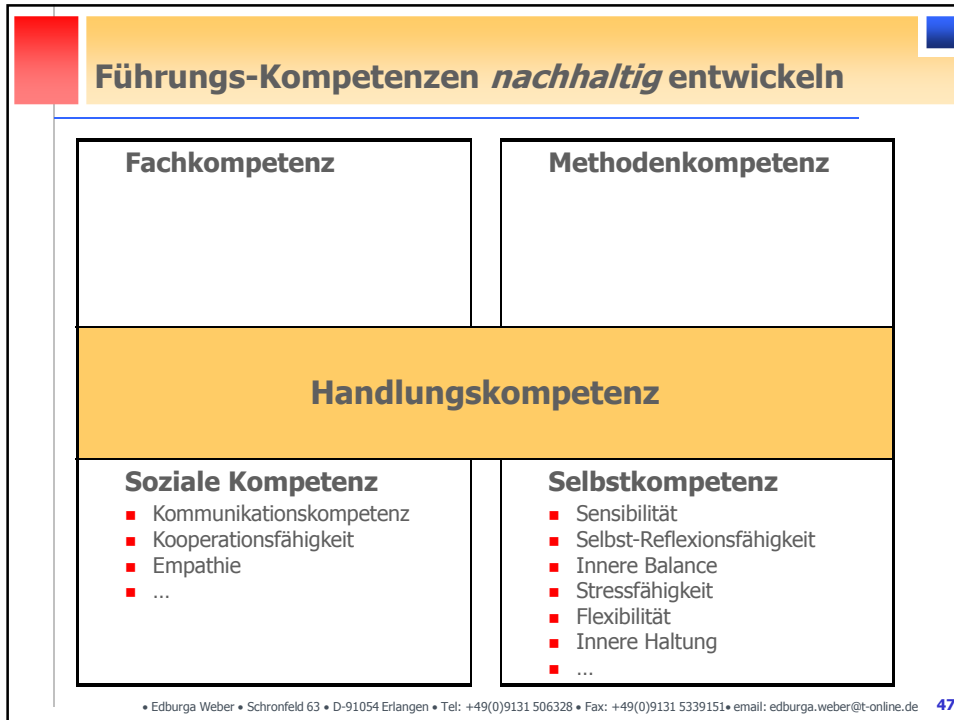 Führungs-Kompetenzen nachhaltig entwickeln
Fachkompetenz
Methodenkompetenz
Handlungskompetenz
Soziale Kompetenz
Kommunikationskompetenz
Kooperationsfähigkeit
Empathie
…
Selbstkompetenz
Sensibilität
Selbst-Reflexionsfähigkeit
Innere Balance
Stressfähigkeit
Flexibilität
Innere Haltung
…
• Edburga Weber • Schronfeld 63 • D-91054 Erlangen • Tel: +49(0)9131 506328 • Fax: +49(0)9131 5339151• email: edburga.weber@t-online.de 47